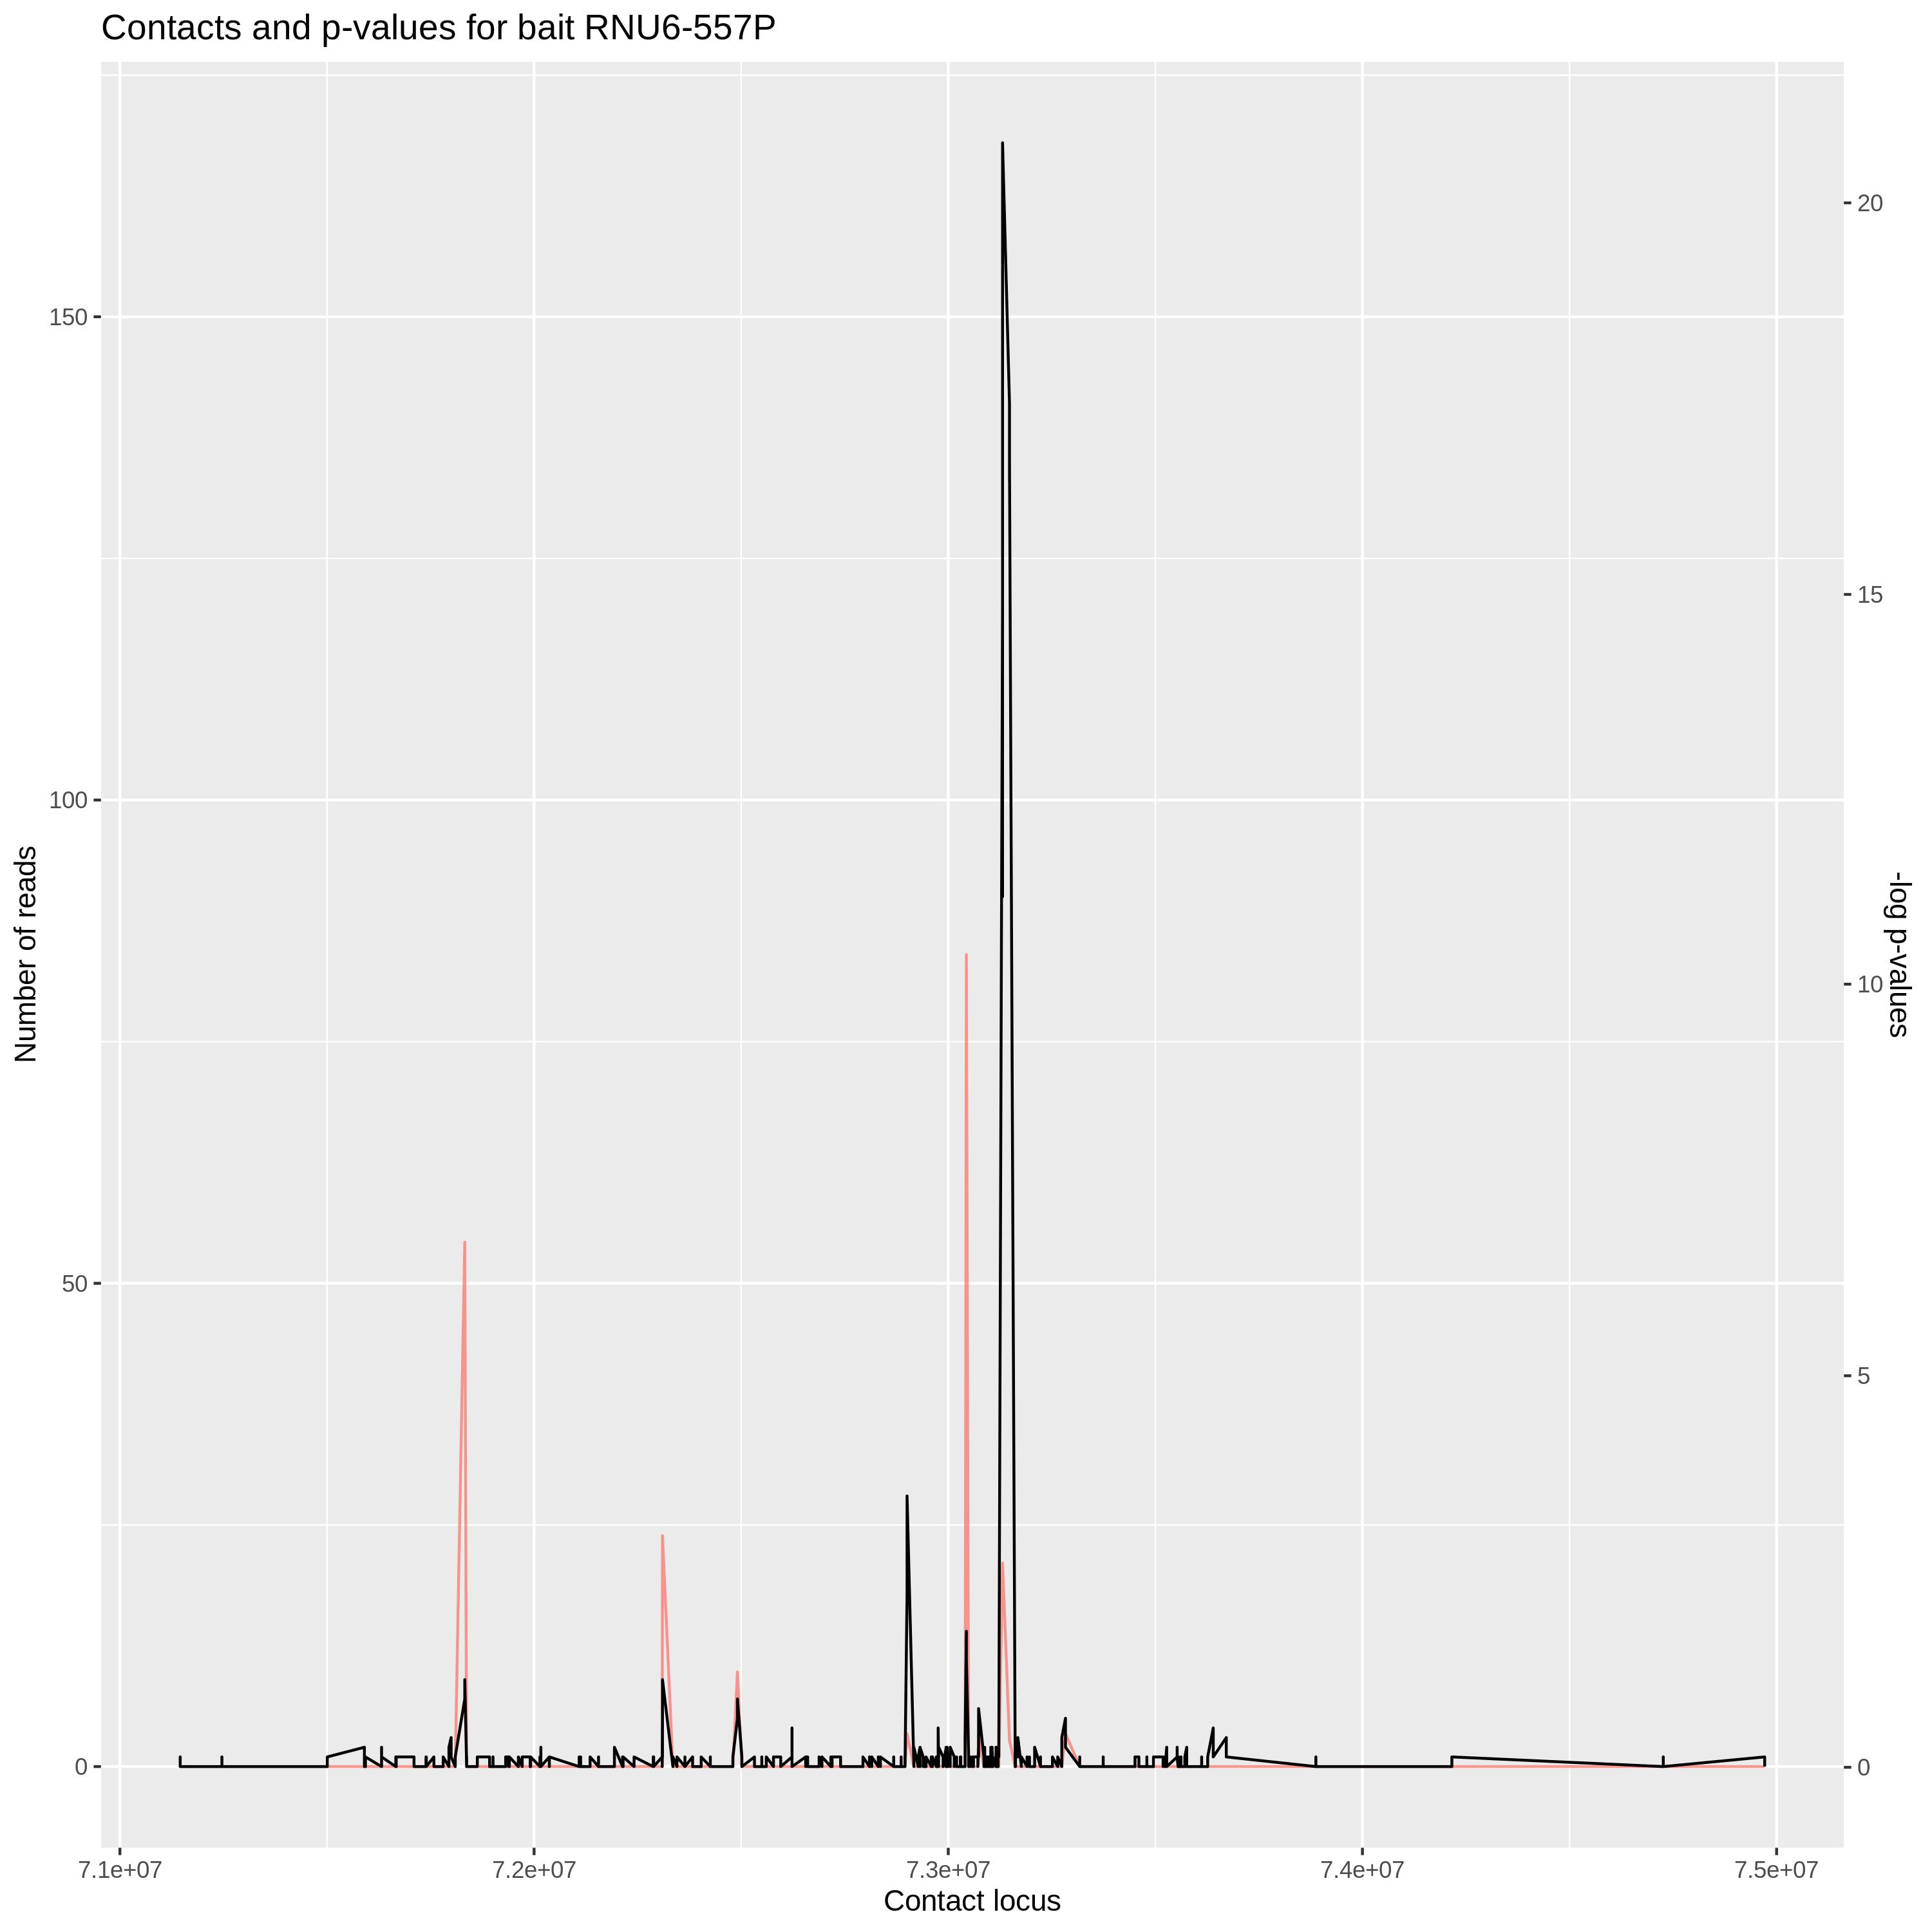 Contacts and p-values for bait RNU6-557P
Number of reads
150
100
50
0
20
15
10
5
0
-log p-values
7.1e+07
7.2e+07
7.3e+07
7.4e+07
7.5e+07
Contact locus